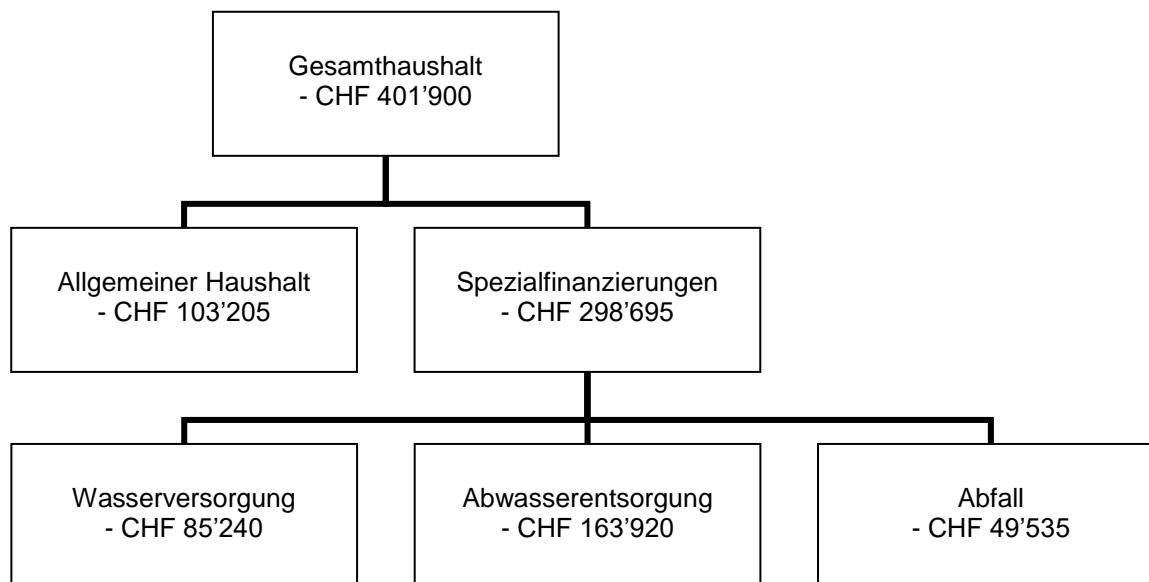 Gesamthaushalt
- CHF 401’900
Allgemeiner Haushalt
- CHF 103’205
Spezialfinanzierungen
- CHF 298’695
Wasserversorgung
- CHF 85’240
Abwasserentsorgung
- CHF 163’920
Abfall
- CHF 49’535